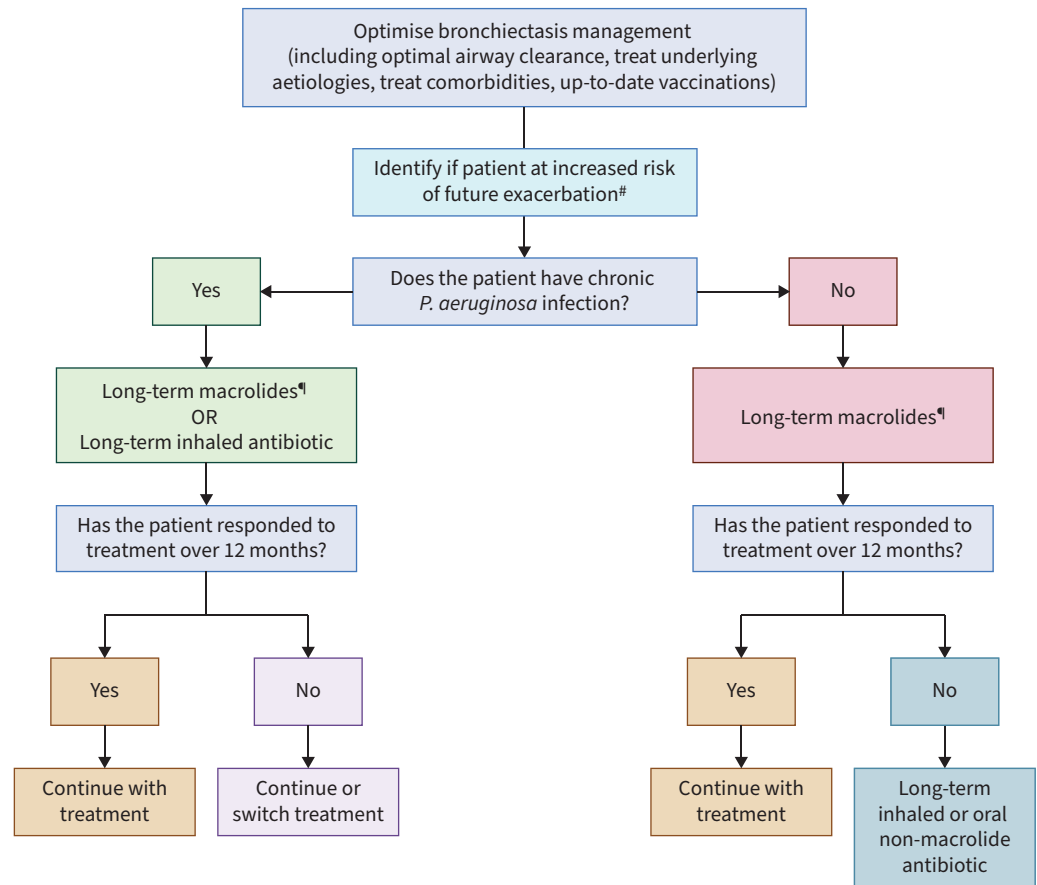 Optimise bronchiectasis management
(including optimal airway clearance, treat underlying
aetiologies, treat comorbidities, up-to-date vaccinations)
Identify if patient at increased risk
of future exacerbation#
Does the patient have chronic
P. aeruginosa infection?
Yes
No
Long-term macrolides¶
OR
Long-term inhaled antibiotic
Long-term macrolides¶
Has the patient responded to
treatment over 12 months?
Has the patient responded to
treatment over 12 months?
Yes
No
Yes
No
Continue with
treatment
Continue or
switch treatment
Continue with
treatment
Long-term
inhaled or oral
non-macrolide
antibiotic